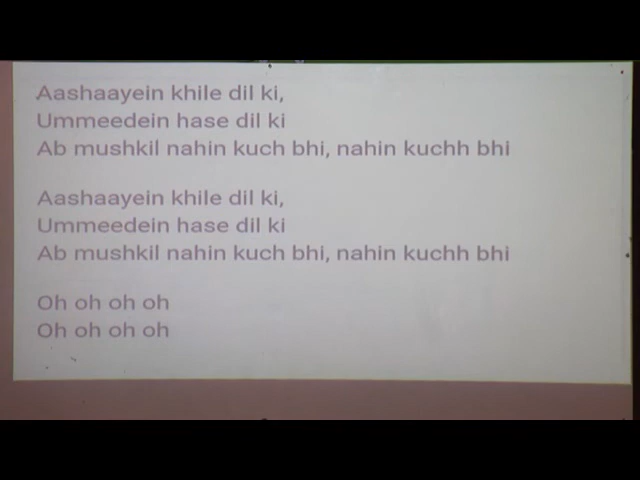 Aashaayein khile dil ki,
Ummeedein hase dil ki
Ab mushkil nahin kuch bhi, nahin kuchh bhi
Aashaayein khile dil ki,
Ummeedein hase dil ki
Ab mushkil nahin kuch bhi, nahin kuchh bhi
Oh oh oh oh
Oh oh oh oh